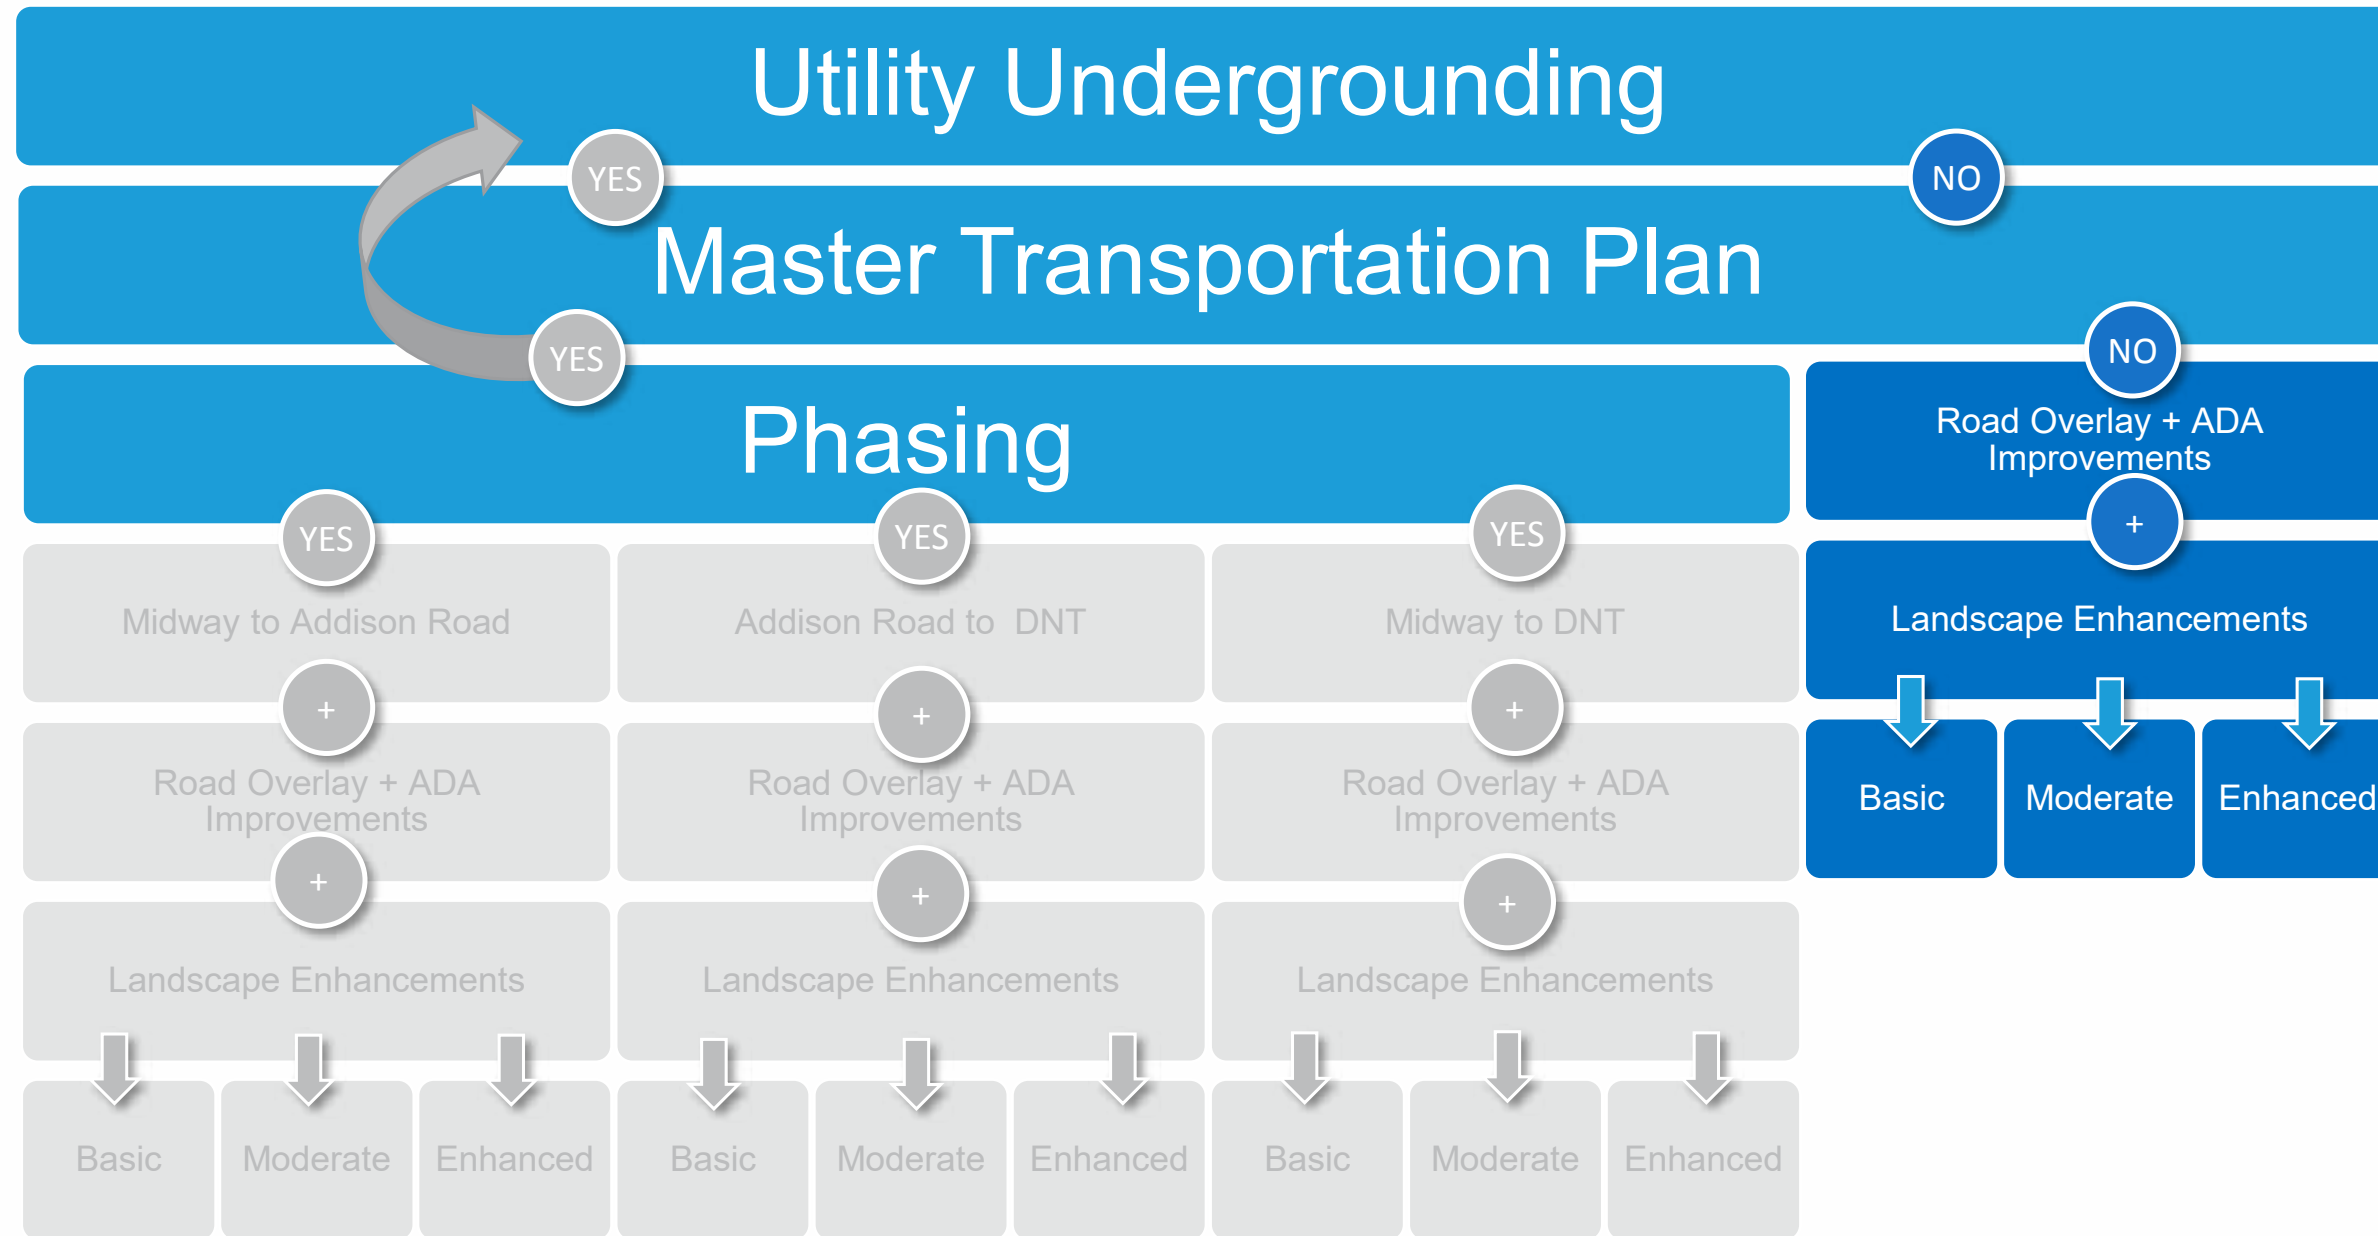 Utility Undergrounding
YES
NO
Master Transportation Plan
YES
NO
Phasing
Road Overlay + ADA
Improvements
YES
YES
YES
+
Midway to Addison Road
Addison Road to DNT
Midway to DNT
Landscape Enhancements
+
+
+
Road Overlay + ADA
Improvements
Road Overlay + ADA
Improvements
Road Overlay + ADA
Improvements
Basic
Moderate
Enhanced
+
+
+
Landscape Enhancements
Landscape Enhancements
Landscape Enhancements
Basic
Moderate
Enhanced
Basic
Moderate
Enhanced
Basic
Moderate
Enhanced